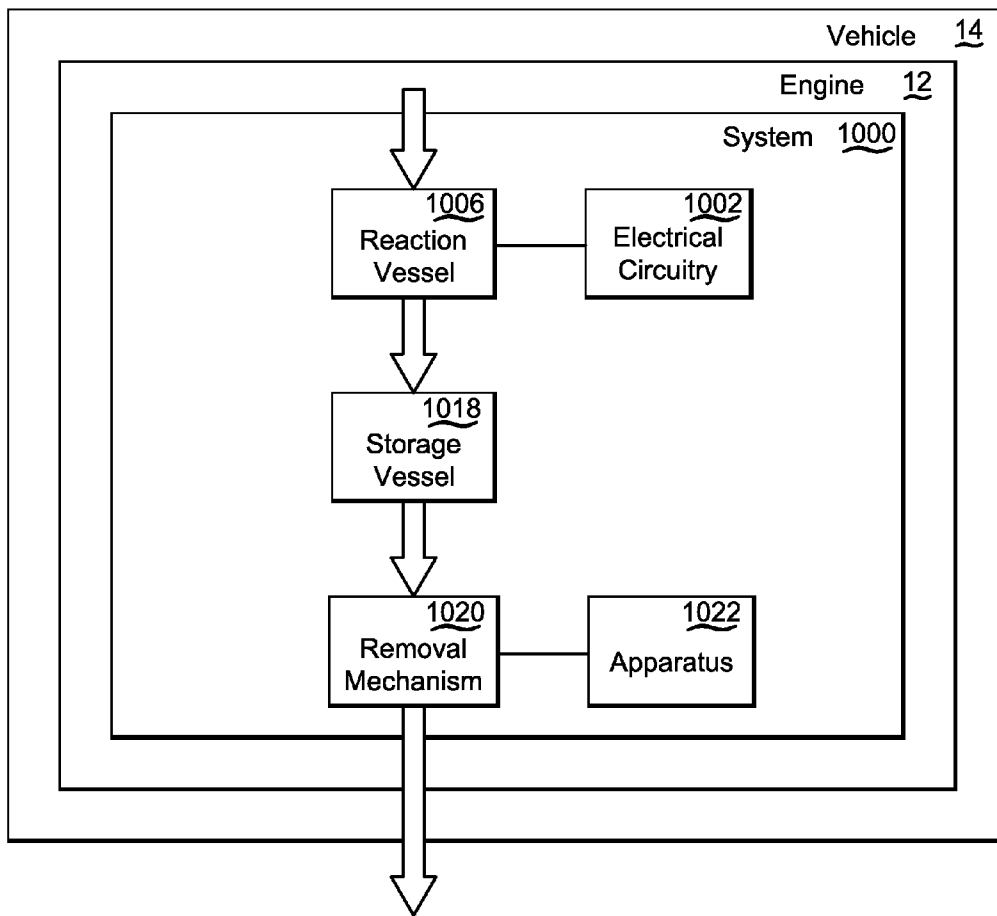 Vehicle 14
Engine 12
System 1000
1006
Reaction
Vessel
1002
Electrical
Circuitry
1018
Storage
Vessel
1020
Removal
Mechanism
1022
Apparatus